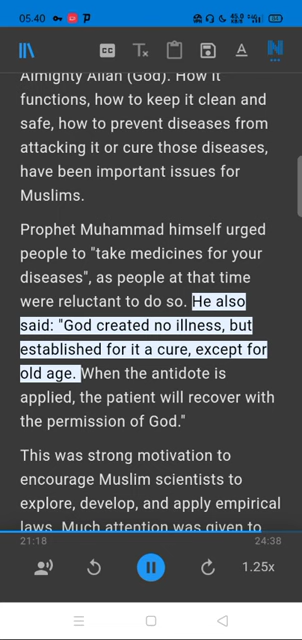 05.40
CC
Almighty Allah (God). How it
functions, how to keep it clean and
safe, how to prevent diseases from
attacking it or cure those diseases,
have been important issues for
Muslims.
Prophet Muhammad himself urged
people to "take medicines for your
diseases", as people at that time
were reluctant to do so. He also
said: "God created no illness, but
established for it a cure, except for
old age. When the antidote is
applied, the patient will recover with
the permission of God."
This was strong motivation to
encourage Muslim scientists to
explore, develop, and apply empirical
laws. Much attention was given to
21:18
24:38
1.25x